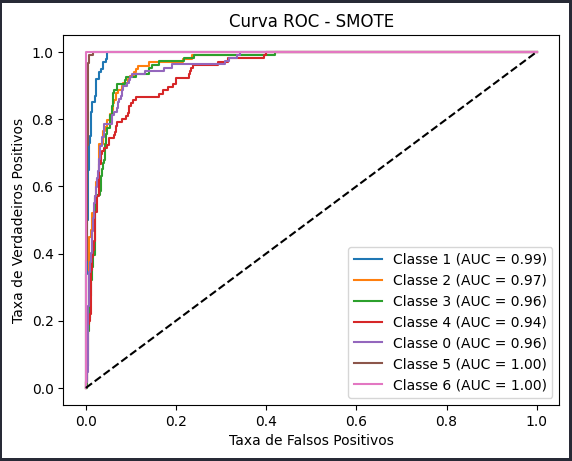 Curva ROC - SMOTE
1.0
0.8
0.6
0.4
0.2
0.0
Taxa de Verdadeiros Positivos
Classe 1 (AUC = 0.99)
Classe 2 (AUC = 0.97)
Classe 3 (AUC = 0.96)
Classe 4 (AUC = 0.94)
Classe 0 (AUC = 0.96)
Classe 5 (AUC = 1.00)
Classe 6 (AUC = 1.00)
0.0 0.2 0.4 0.6 0.8 1.0
Taxa de Falsos Positivos